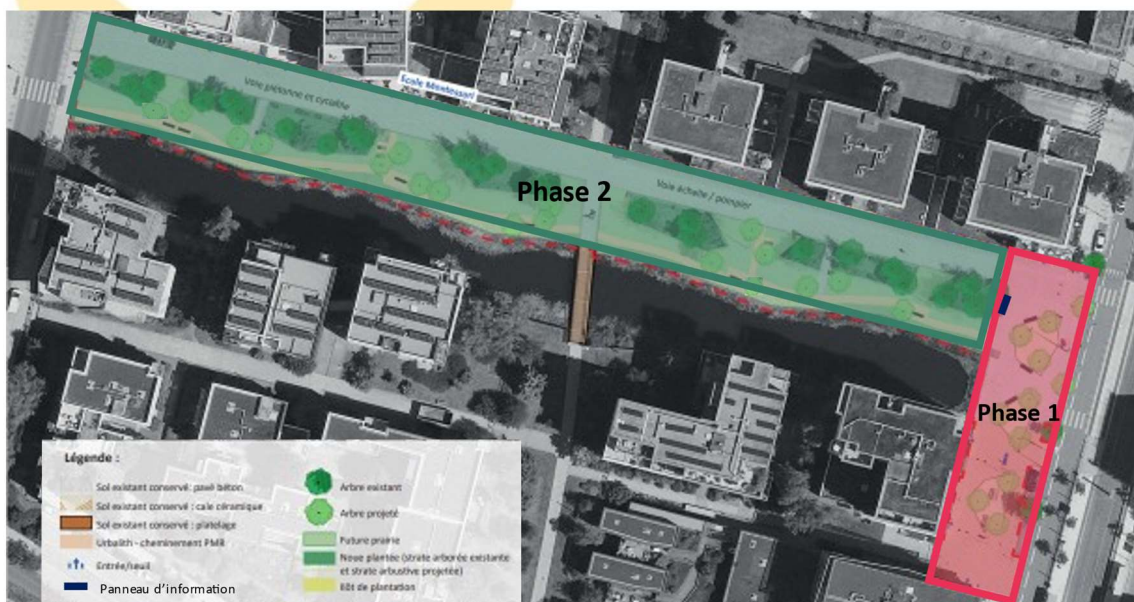 Voie piétonne et cyclable
École Montessori
Voie échelle / pompier
Phase 2
Phase 1
Légende :
Sol existant conservé: pavé béton
Sol existant conservé : cale céramique
Sol existant conservé : platelage
Urbalith - cheminement PMR
Entrée/seuil
Panneau d'information
Arbre existant
Arbre projeté
Future prairie
Noue plantée (strate arborée existante
et strate arbustive projetée)
Ilôt de plantation